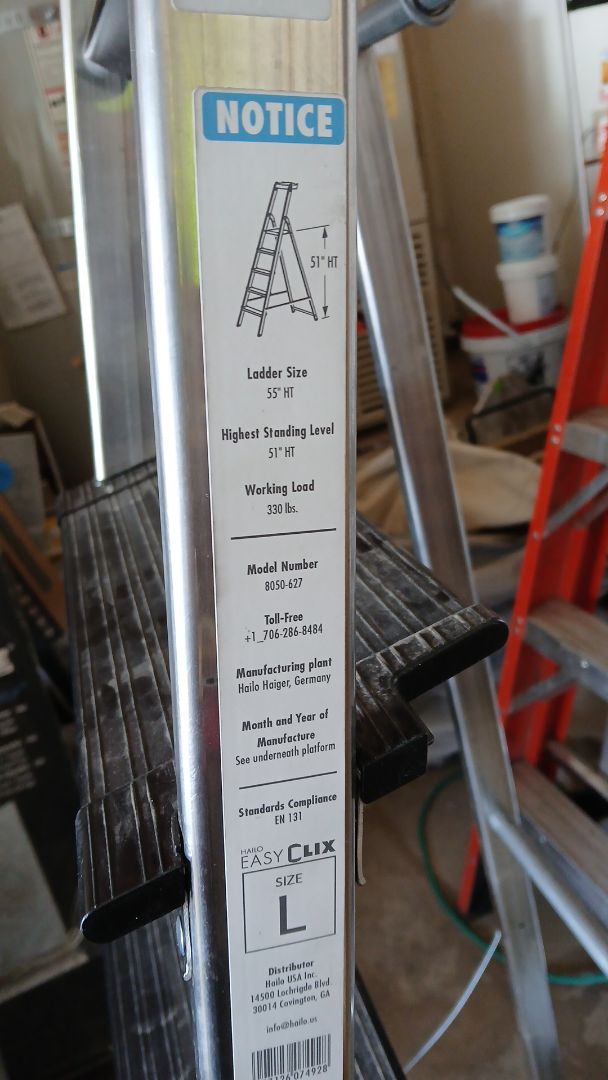 NOTICE
51" HT
Ladder Size
55" HT
Highest Standing Level
51" HT
Working Load
330 lbs.
Model Number
8050-627
Toll-Free
+1_706-286-8484
Manufacturing plant
Hailo Haiger, Germany
Month and Year of
Manufacture
See underneath platform
Standards Compliance
EN 131
HAILO
EASY CLIX
SIZE
L
Distributor
Hailo USA Inc.
14500 Lochrigde Blvd.
30014 Covington, GA
info@hailo.us
126 074928